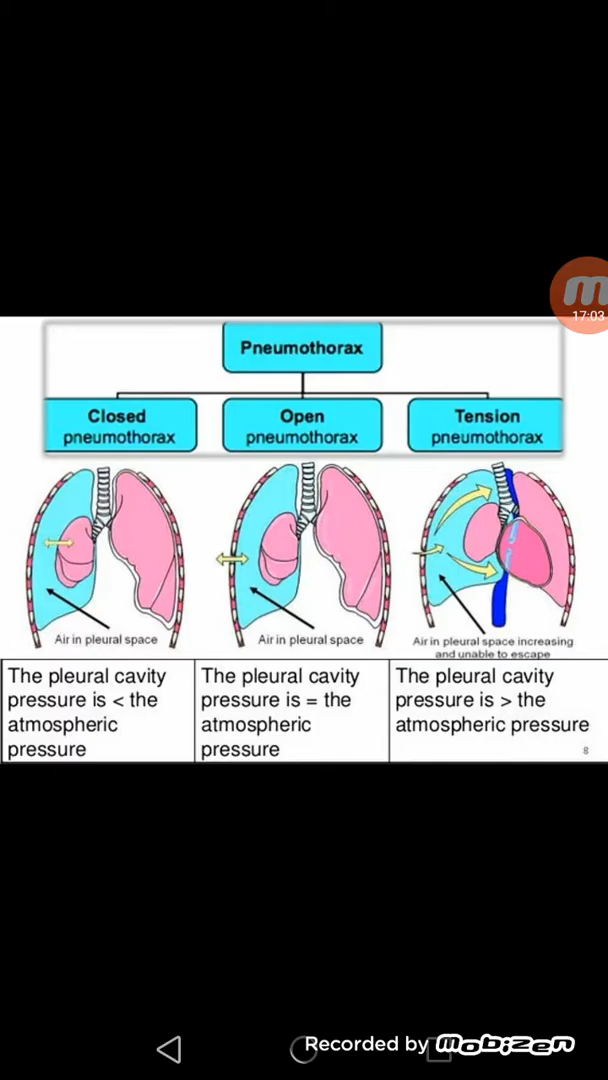 17:03
Pneumothorax
Closed
pneumothorax
Open
pneumothorax
Tension
pneumothorax
Air in pleural space
Air in pleural space
Air in pleural space increasing
and unable to escape
The pleural cavity
pressure is < the
atmospheric
pressure
The pleural cavity
pressure is = the
atmospheric
pressure
The pleural cavity
pressure is > the
atmospheric pressure
8
Recorded by mobizen